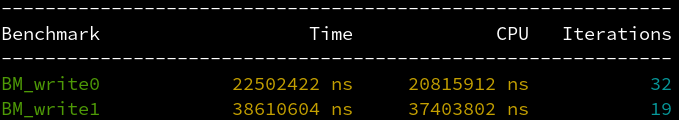 -------------------------------------------------------------
Benchmark                   Time             CPU   Iterations
-------------------------------------------------------------
BM_write0            22502422 ns     20815912 ns           32
BM_write1            38610604 ns     37403802 ns           19